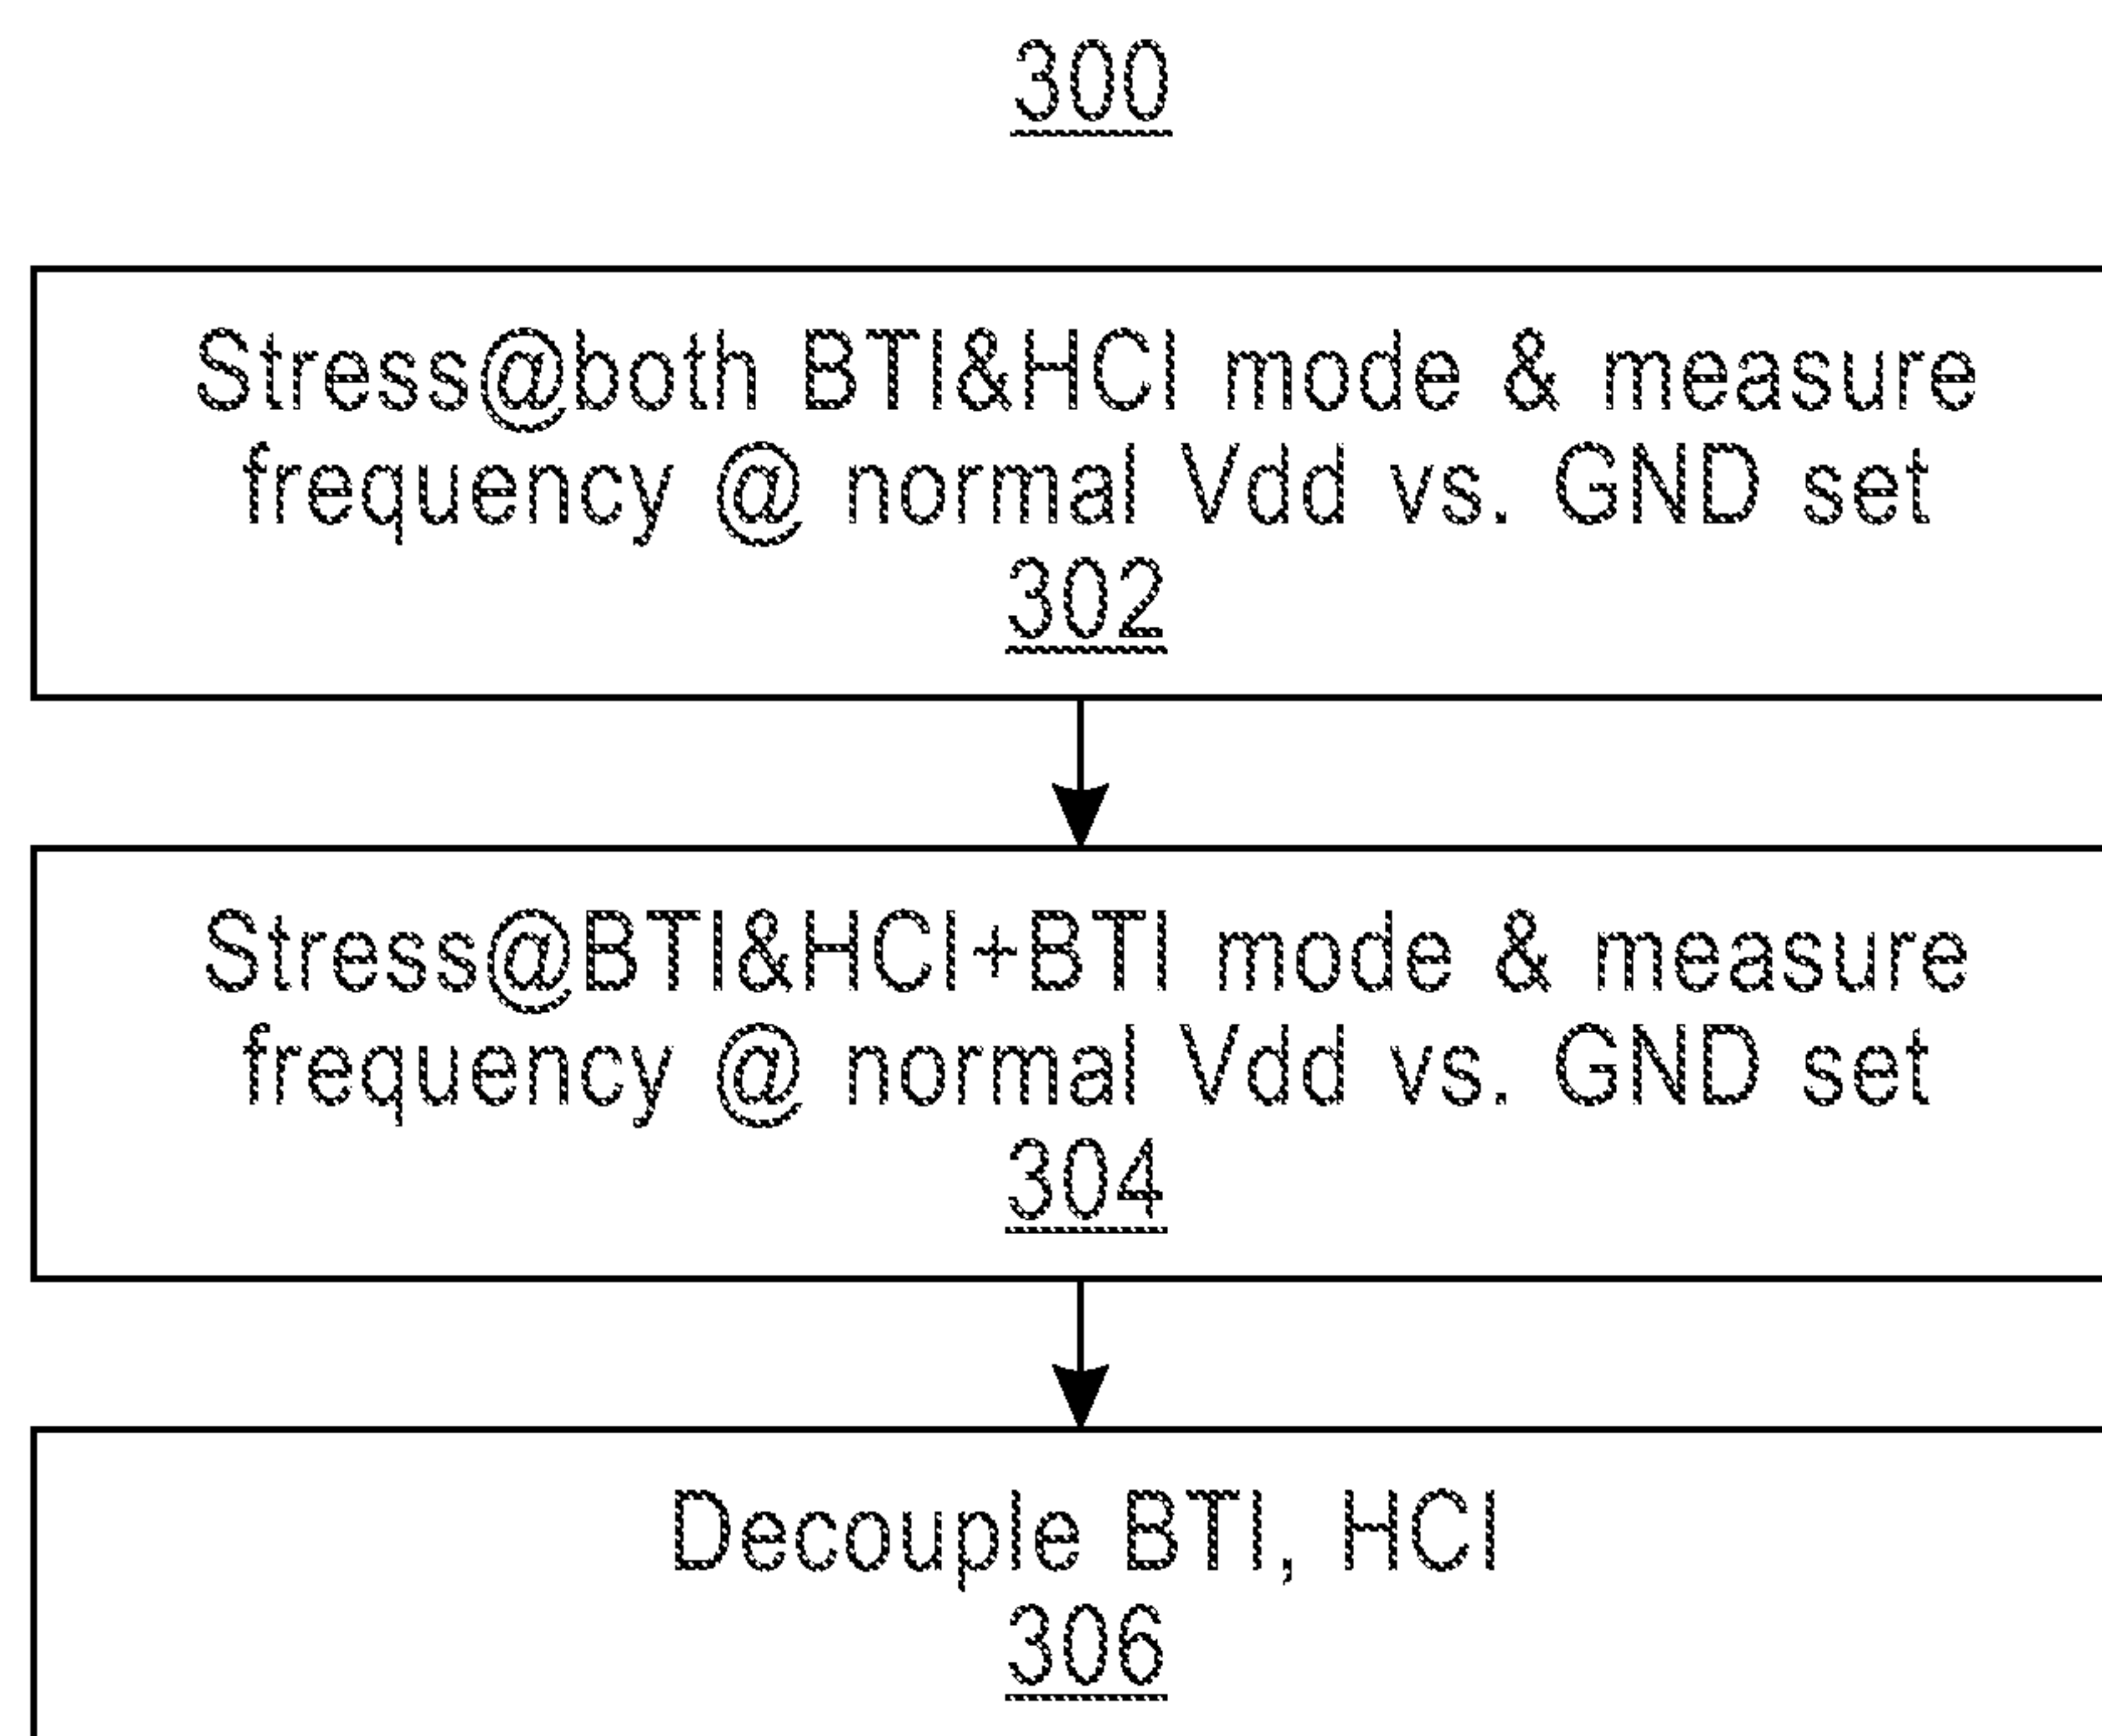 300
Stress@both BTI&HCI mode & measure
frequency @ normal Vdd vs. GND set
302
Stress@BTI&HCI+BTI mode & measure
frequency @ normal Vdd vs. GND set
304
Decouple BTI, HCI
306